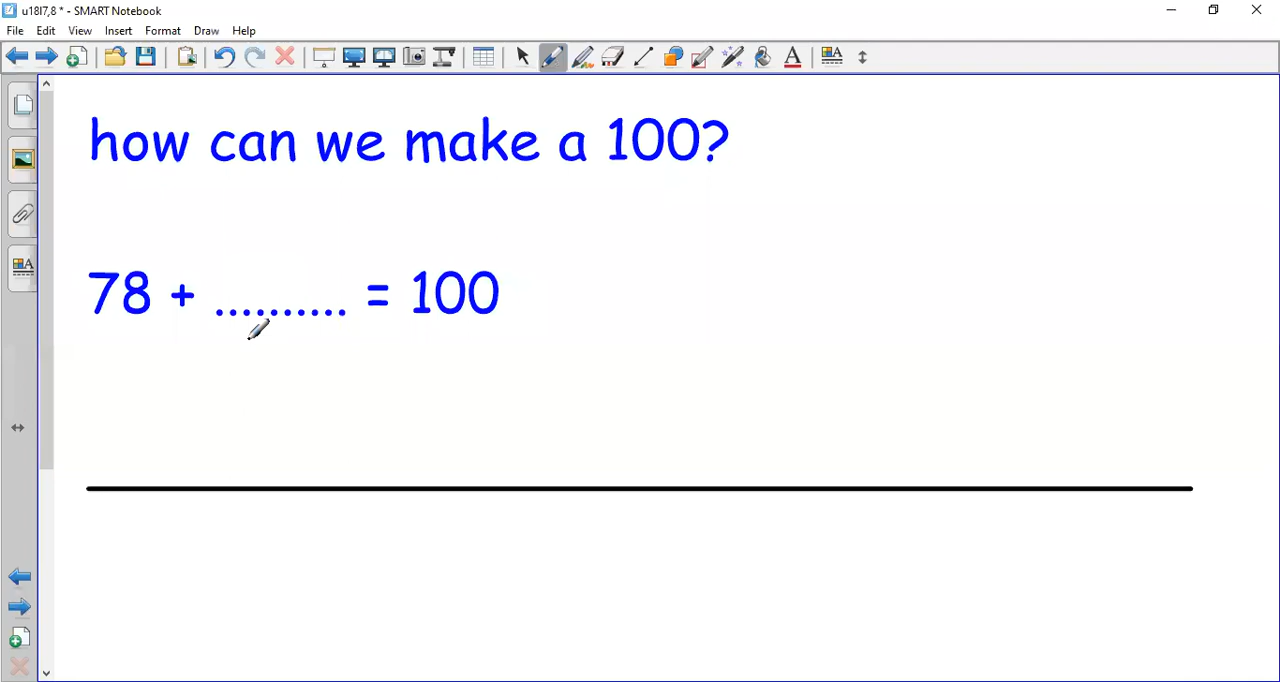 u18l7,8 * - SMART Notebook
File Edit View Insert Format Draw Help
how can we make a 100?
78 + .......... = 100